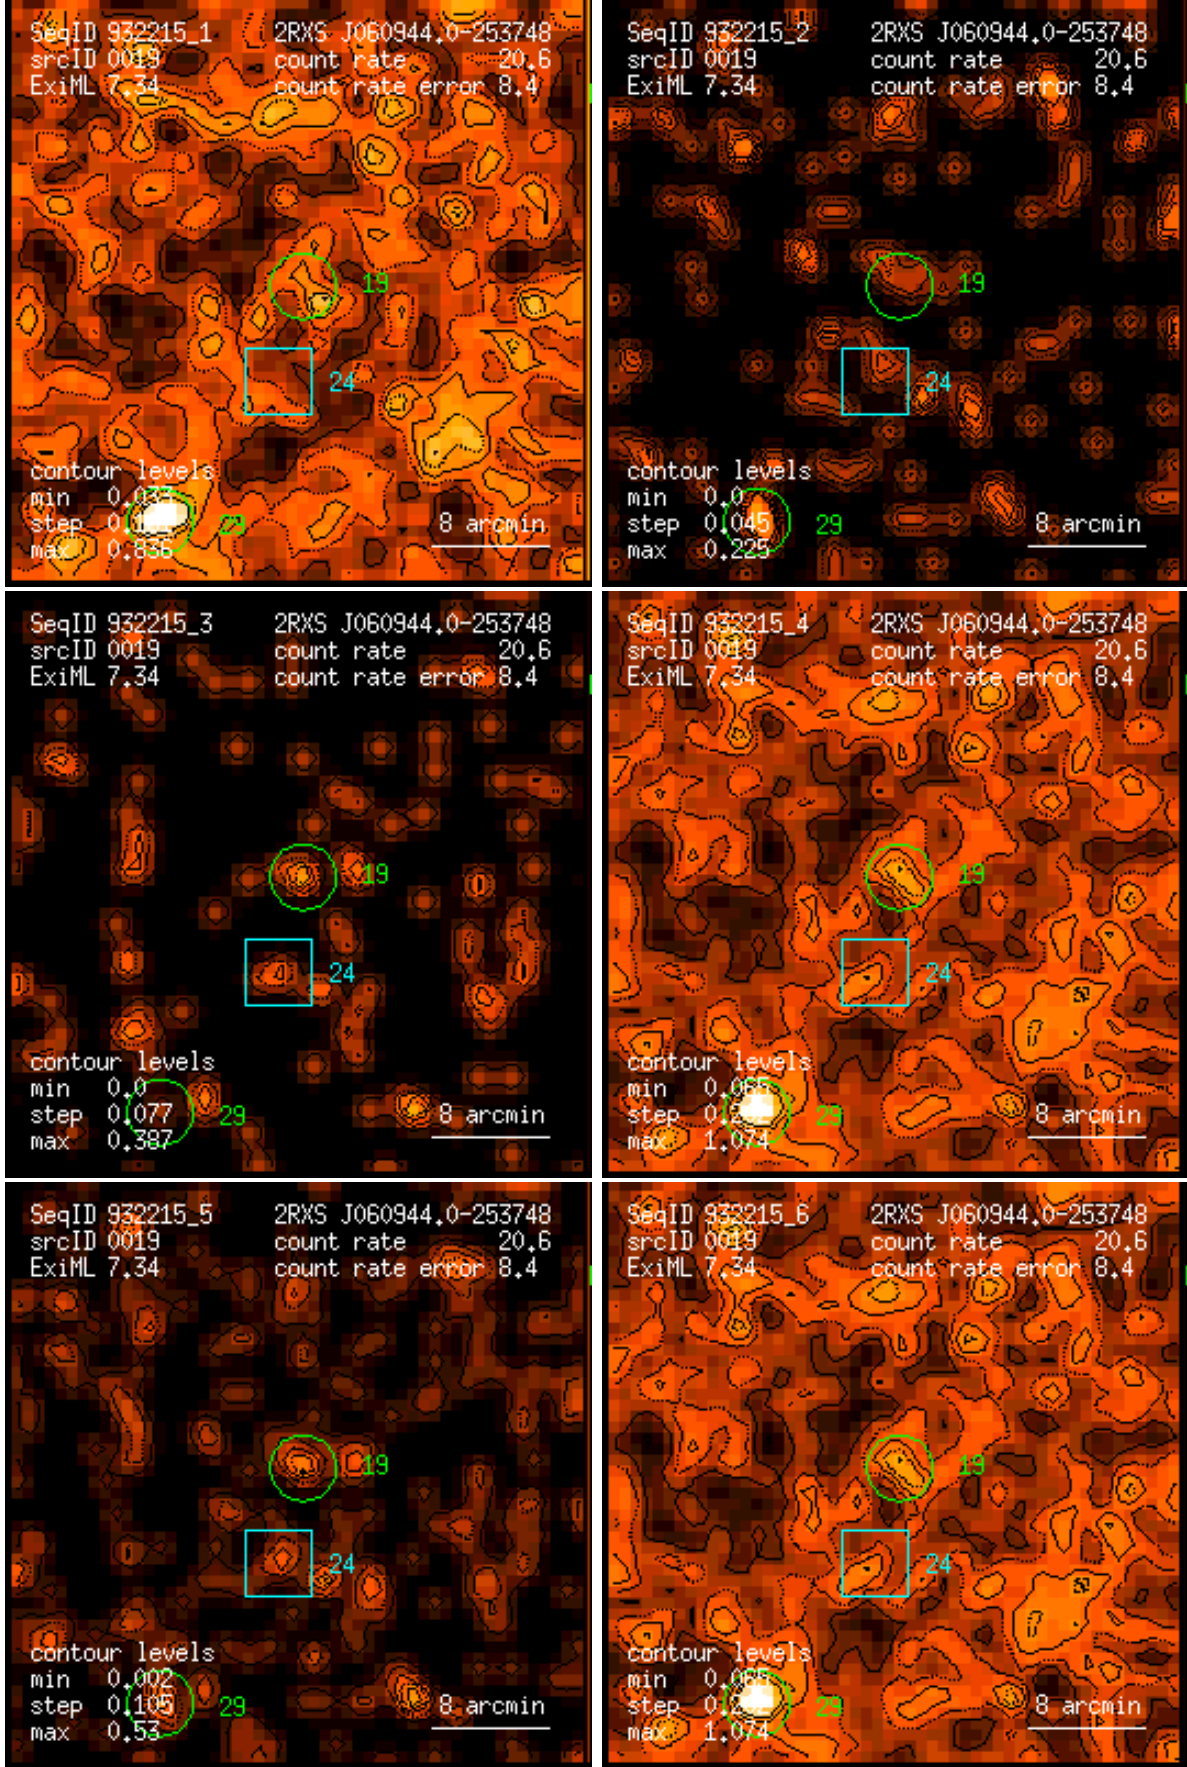 SeqID 932215_1 2RXS J060944.0-253748
srcID 0019 count rate 20.6
ExiML 7.34 count rate error 8.4
19
24
contour levels
min 0.033
step
max 0.836
29
8 arcmin
SeqID 932215_2 2RXS J060944.0-253748
srcID 0019 count rate 20.6
ExiML 7.34 count rate error 8.4
19
24
contour levels
min 0.0
step 0.045
max 0.225
29
8 arcmin
SeqID 932215_3 2RXS J060944.0-253748
srcID 0019 count rate 20.6
ExiML 7.34 count rate error 8.4
19
24
contour levels
min 0.0
step 0.077
max 0.387
29
8 arcmin
SeqID 932215_4 2RXS J060944.0-253748
srcID 0019 count rate 20.6
ExiML 7.34 count rate error 8.4
19
24
contour levels
min 0.065
step
max 1.074
29
8 arcmin
SeqID 932215_5 2RXS J060944.0-253748
srcID 0019 count rate 20.6
ExiML 7.34 count rate error 8.4
19
24
contour levels
min 0.002
step 0.105
max 0.53
29
8 arcmin
SeqID 932215_6 2RXS J060944.0-253748
srcID 0019 count rate 20.6
ExiML 7.34 count rate error 8.4
19
24
contour levels
min 0.065
step
max 1.074
29
8 arcmin